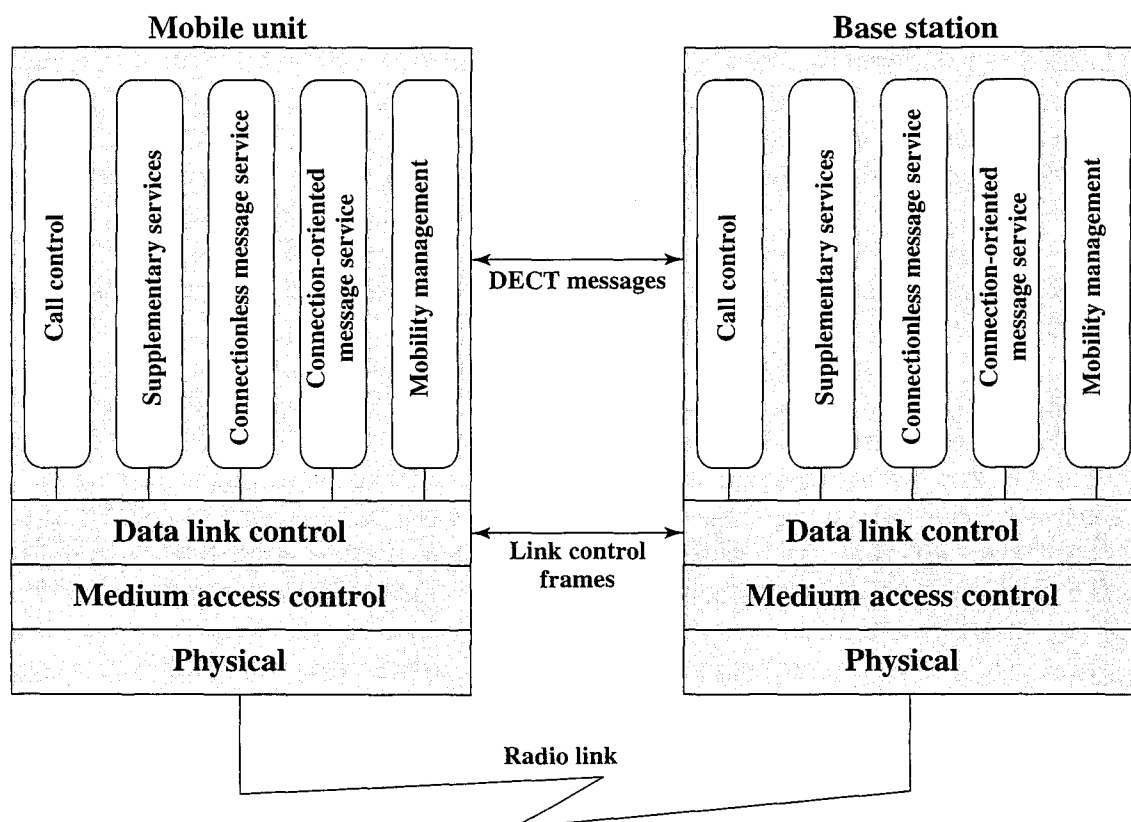 Mobile unit
Call control
Supplementary services
Connectionless message service
Connection-oriented
message service
Mobility management
Data link control
Medium access control
Physical
DECT messages
Link control
frames
Base station
Call control
Supplementary services
Connectionless message service
Connection-oriented
message service
Mobility management
Data link control
Medium access control
Physical
Radio link